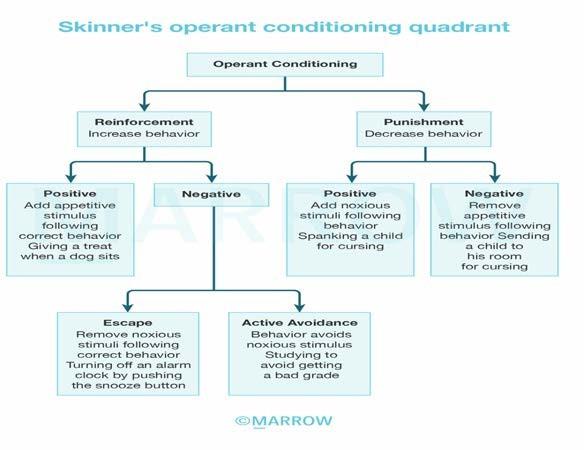 Skinner's operant conditioning quadrant
Operant Conditioning
Reinforcement
Increase behavior
Punishment
Decrease behavior
Positive
Add appetitive
stimulus
following
correct behavior
Giving a treat
when a dog sits
Negative
Positive
Add noxious
stimuli following
behavior
Spanking a child
for cursing
Negative
Remove
appetitive
stimulus following
behavior Sending
a child to
his room
for cursing
MARROW
Escape
Remove noxious
stimuli following
correct behavior
Turning off an alarm
clock by pushing
the snooze button
Active Avoidance
Behavior avoids
noxious stimulus
Studying to
avoid getting
a bad grade
©MARROW